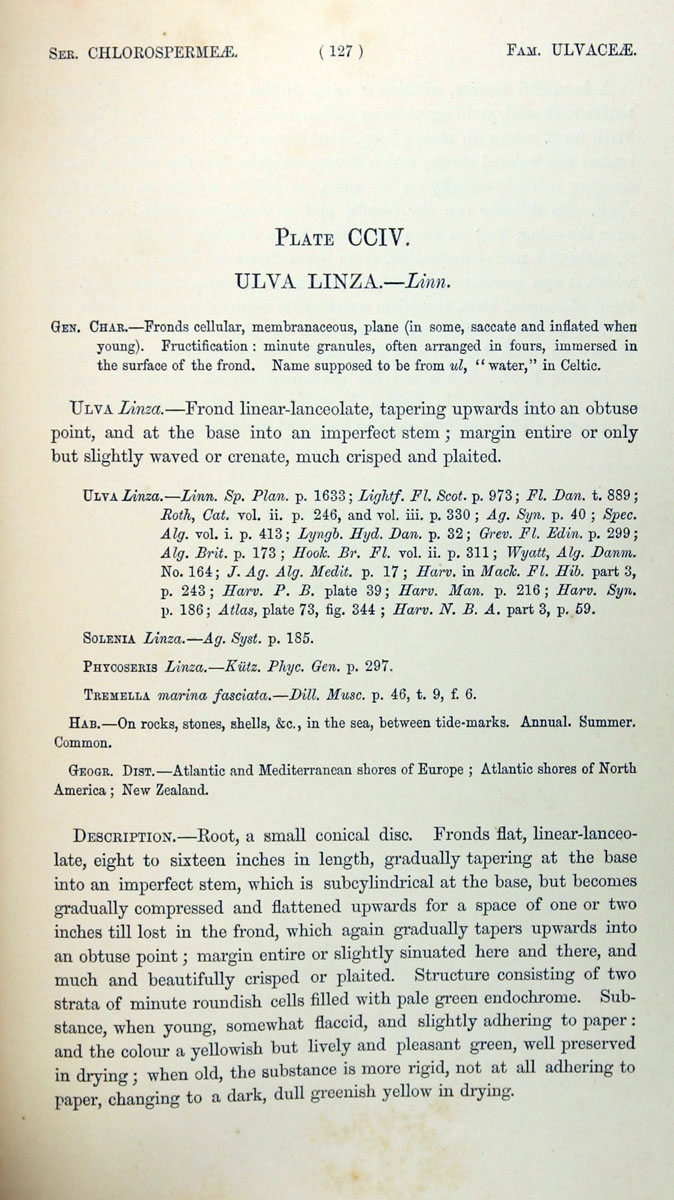 SER. CHLOROSPERMEÆ. ( 127 ) FAM. ULVACEÆ.
PLATE CCIV.
ULVA LINZA.—Linn.
GEN. CHAR.—Fronds cellular, membranaceous, plane (in some, saccate and inflated when
young). Fructification : minute granules, often arranged in fours, immersed in
the surface of the frond. Name supposed to be from ul, “ water,” in Celtic.
ULVA Linza.—Frond linear-lanceolate, tapering upwards into an obtuse
point, and at the base into an imperfect stem ; margin entire or only
but slightly waved or crenate, much crisped and plaited.
ULVA Linza.—Linn. Sp. Plan. p. 1633 ; Lightf. Fl. Scot. p. 973 ; Fl. Dan. t. 889 ;
Roth, Cat. vol. ii. p. 246, and vol. iii. p. 330 ; Ag. Syn. p. 40 ; Spec.
Alg. vol. i. p. 413 ; Lyngb. Hyd. Dan. p. 32 ; Grev. Fl. Edin. p. 299 ;
Alg. Brit. p. 173 ; Hook. Br. Fl. vol. ii. p. 311 ; Wyatt, Alg. Danm.
No. 164 ; J. Ag. Alg. Medit. p. 17 ; Harv. in Mack. Fl. Hib. part 3,
p. 243 ; Harv. P. B. plate 39 ; Harv. Man. p. 216 ; Harv. Syn.
p. 186 ; Atlas, plate 73, fig. 344 ; Harv. N. B. A. part 3, p. 59.
SOLENIA Linza.—Ag. Syst. p. 185.
PHYCOSERIS Linza.—Kütz. Phyc. Gen. p. 297.
TREMELLA marina fasciata.—Dill. Musc. p. 46, t. 9, f. 6.
HAB.—On rocks, stones, shells, &c., in the sea, between tide-marks. Annual. Summer.
Common.
GEOGR. DIST.—Atlantic and Mediterranean shores of Europe ; Atlantic shores of North
America ; New Zealand.
DESCRIPTION.—Root, a small conical disc. Fronds flat, linear-lanceo-
late, eight to sixteen inches in length, gradually tapering at the base
into an imperfect stem, which is subcylindrical at the base, but becomes
gradually compressed and flattened upwards for a space of one or two
inches till lost in the frond, which again gradually tapers upwards into
an obtuse point ; margin entire or slightly sinuated here and there, and
much and beautifully crisped or plaited. Structure consisting of two
strata of minute roundish cells filled with pale green endochrome. Sub-
stance, when young, somewhat flaccid, and slightly adhering to paper :
and the colour a yellowish but lively and pleasant green, well preserved
in drying ; when old, the substance is more rigid, not at all adhering to
paper, changing to a dark, dull greenish yellow in drying.